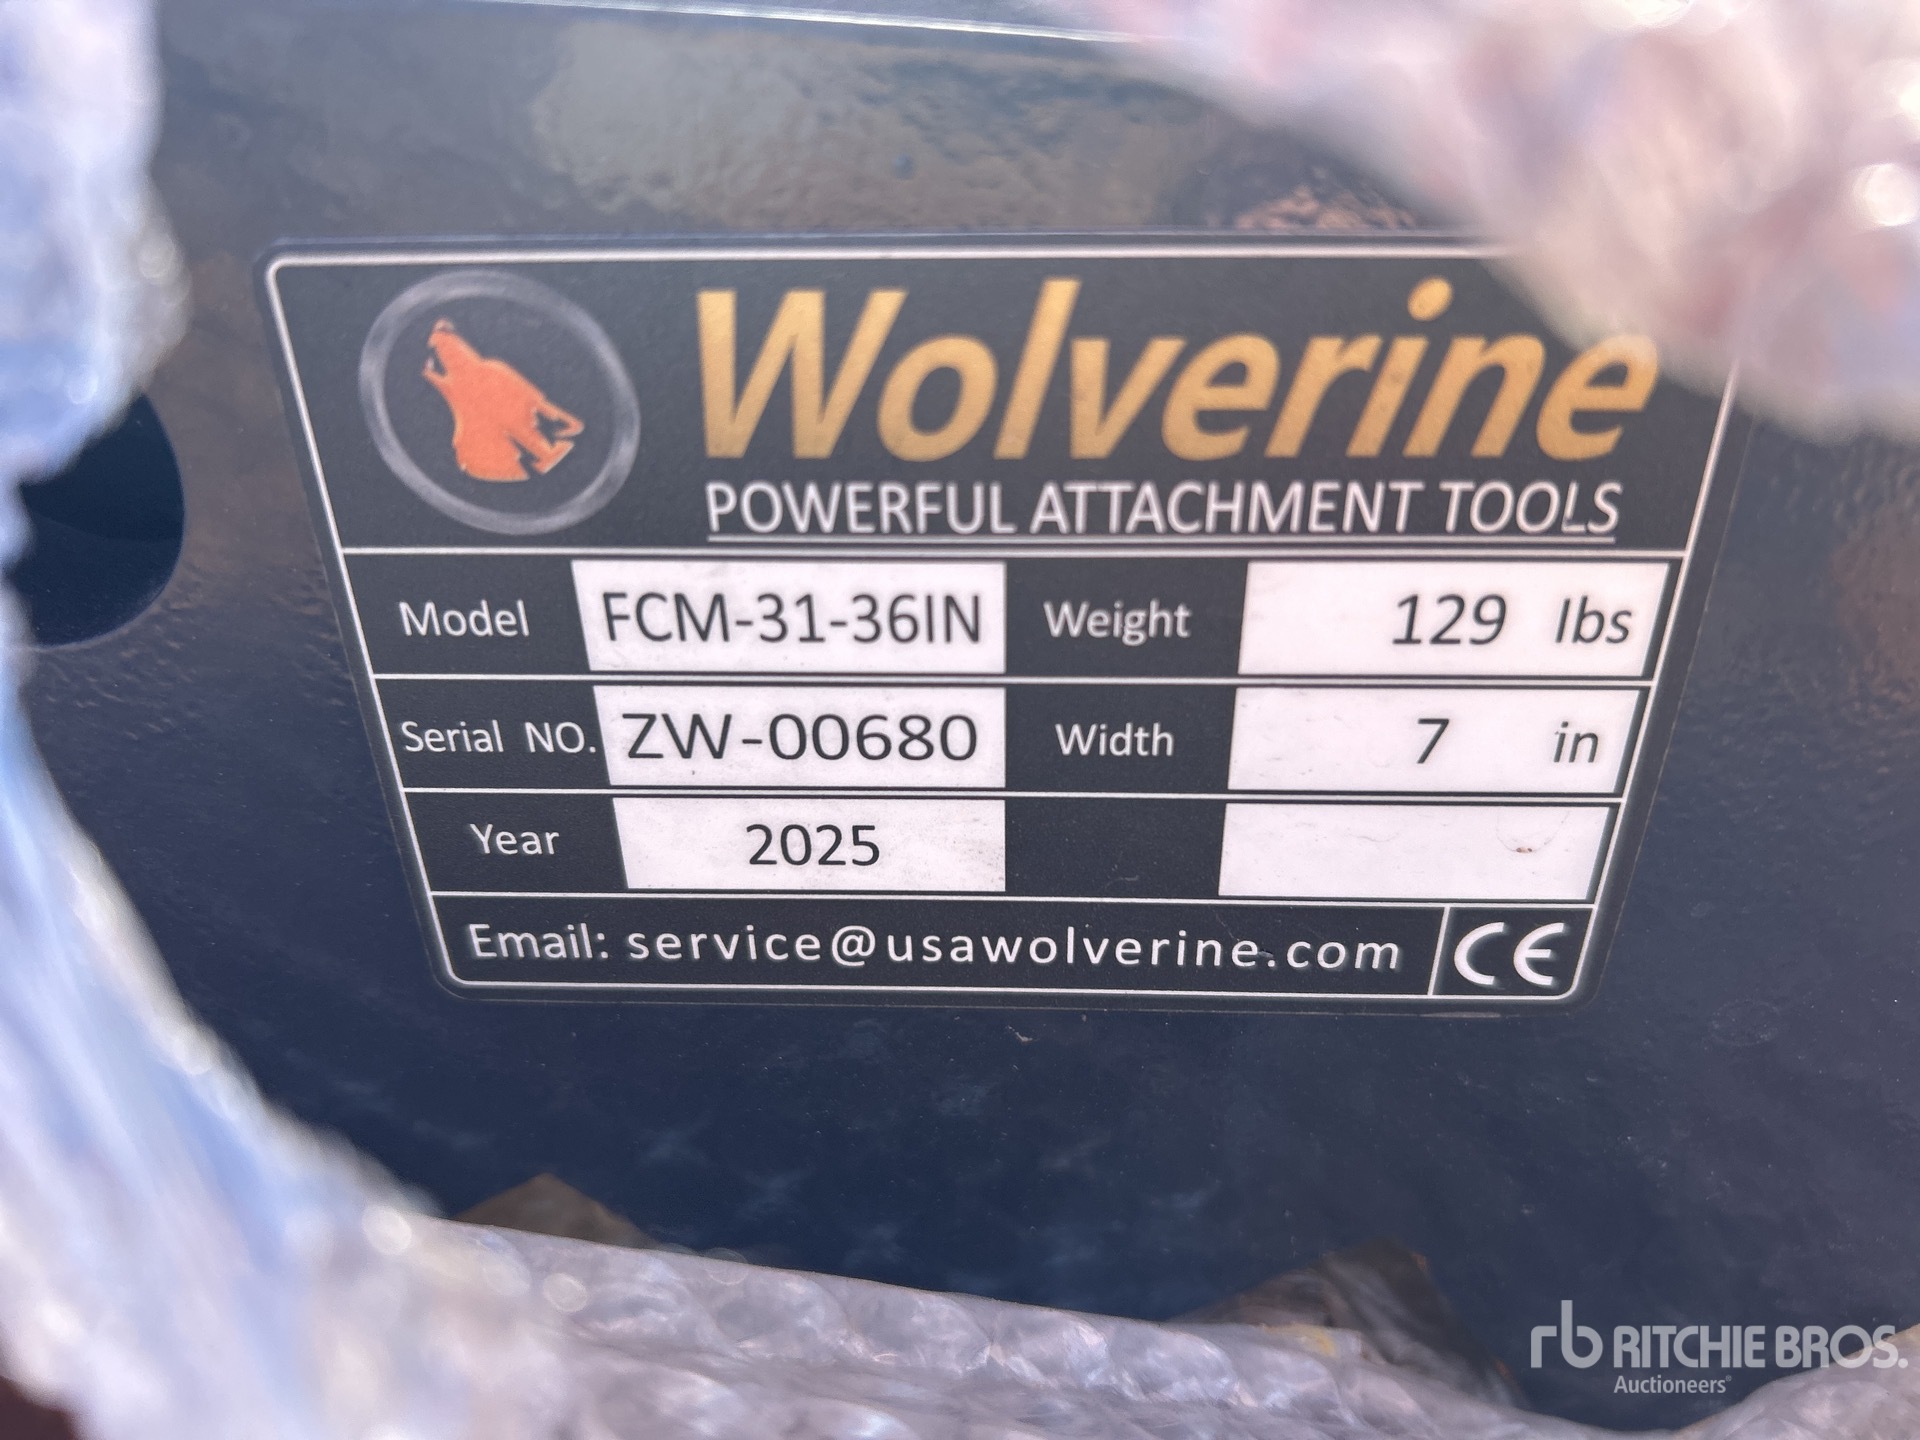 Wolverine
POWERFUL ATTACHMENT TOOLS
Model FCM-31-36IN Weight 129 lbs
Serial NO. ZW-00680 Width 7 in
Year 2025
Email: service@usawolverine.com CE
rb RITCHIE BROS.
Auctioneers®